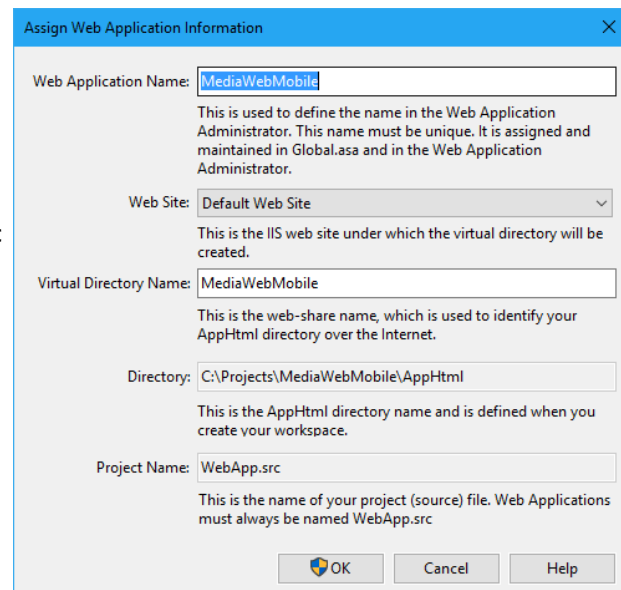 Assign Web Application Information
Web Application Name: MediaWebMobile
This is used to define the name in the Web Application
Administrator. This name must be unique. It is assigned and
maintained in Global.asa and in the Web Application
Administrator.
Web Site: Default Web Site
This is the IIS web site under which the virtual directory will be
created.
Virtual Directory Name: MediaWebMobile
This is the web-share name, which is used to identify your
AppHtml directory over the Internet.
Directory: C:\Projects\MediaWebMobile\AppHtml
This is the AppHtml directory name and is defined when you
create your workspace.
Project Name: WebApp.src
This is the name of your project (source) file. Web Applications
must always be named WebApp.src
OK Cancel Help